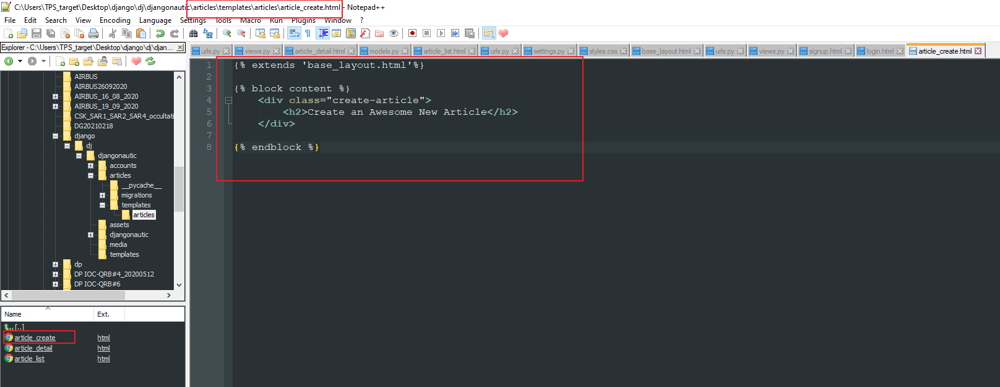 C:\Users\TPS_target\Desktop\django\dj\djangonautic\articles\templates\articles\article_create.html - Notepad++
File Edit Search View Encoding Language Settings Tools Macro Run Plugins Window ?
Explorer - C:\Users\TPS_target\Desktop\django\dj\djan...
urls.py views.py article_detail.html models.py article_list.html urls.py settings.py styles.css base_layout.html urls.py views.py signup.html login.html article_create.html
AIRBUS
AIRBUS26092020
AIRBUS_16_08_2020
AIRBUS_19_09_2020
CSK_SAR1_SAR2_SAR4_occultati
DG20210218
django
dj
djangonautic
accounts
articles
__pycache__
migrations
templates
articles
assets
djangonautic
media
templates
dp
DP IOC-QRB#4_20200512
DP IOC-QRB#6
Name Ext.
[..]
article_create html
article_detail html
article_list html
1 {% extends 'base_layout.html'%}
2
3 {% block content %}
4 <div class="create-article">
5 <h2>Create an Awesome New Article</h2>
6 </div>
7
8 {% endblock %}